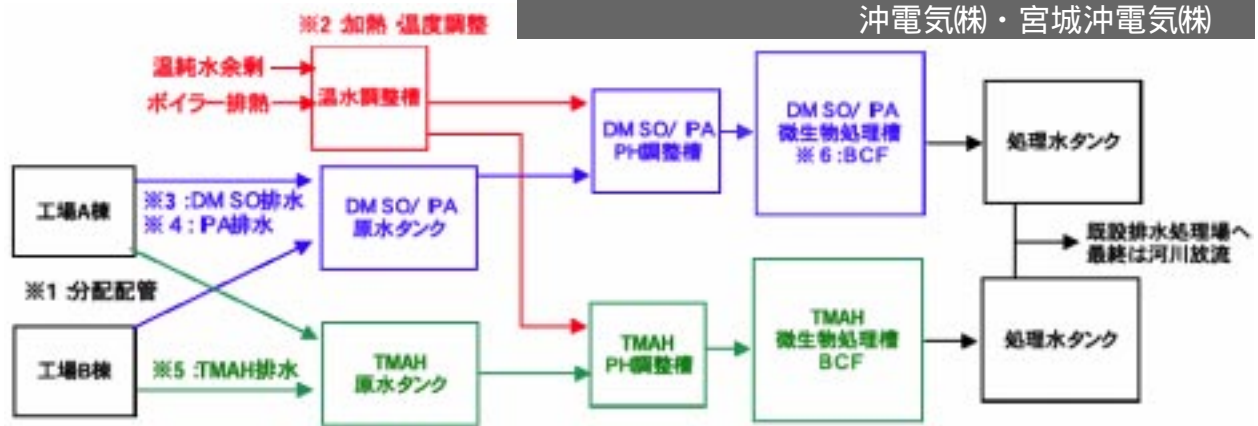 沖電気㈱・宮城沖電気㈱
※2:加熱・温度調整
温純水余剰
ボイラー排熱
温水調整槽
DMSO/IPA
PH調整槽
DMSO/IPA
微生物処理槽
※6:BCF
処理水タンク
工場A棟
※3:DMSO排水
※4:IPA排水
DMSO/IPA
原水タンク
既設排水処理場へ
最終は河川放流
※1:分配配管
工場B棟
※5:TMAH排水
TMAH
原水タンク
TMAH
PH調整槽
TMAH
微生物処理槽
BCF
処理水タンク